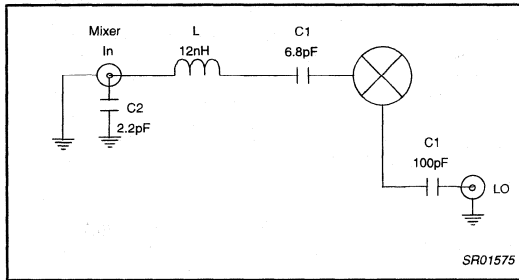 Mixer
In
L
12nH
C1
6.8pF
C2
2.2pF
C1
100pF
LO
SR01575